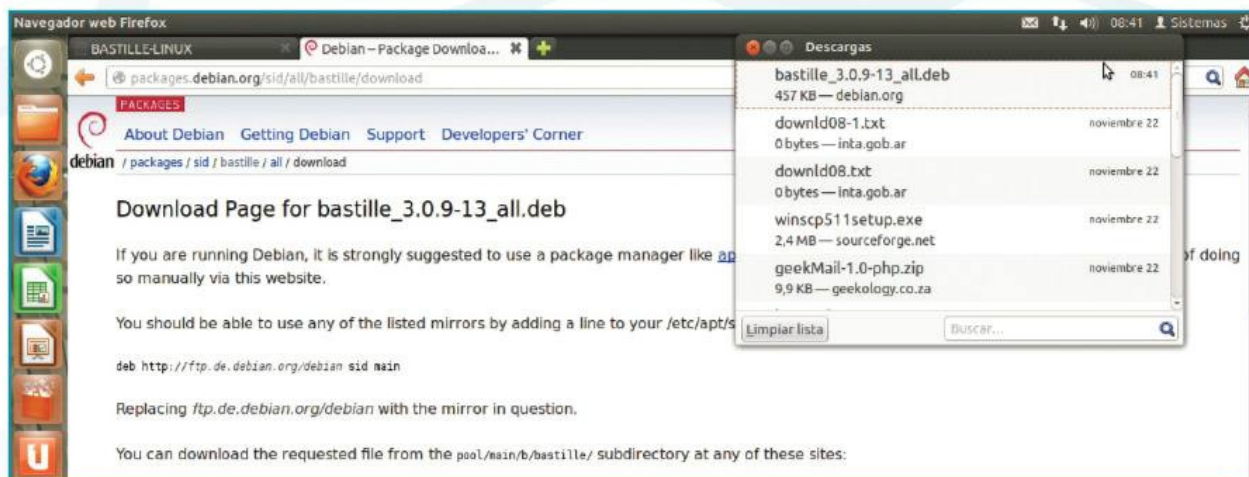 Navegador web Firefox
08:41 Sistemas
BASTILLE-LINUX
Debian – Package Downloa...
packages.debian.org/sid/all/bastille/download
PACKAGES
About Debian Getting Debian Support Developers' Corner
debian
/ packages / sid / bastille / all / download
Download Page for bastille_3.0.9-13_all.deb
If you are running Debian, it is strongly suggested to use a package manager like ap
of doing
so manually via this website.
You should be able to use any of the listed mirrors by adding a line to your /etc/apt/s
deb http://ftp.de.debian.org/debian sid main
Replacing ftp.de.debian.org/debian with the mirror in question.
You can download the requested file from the pool/main/b/bastille/ subdirectory at any of these sites:
Descargas
bastille_3.0.9-13_all.deb 08:41
457 KB — debian.org
downld08-1.txt noviembre 22
0 bytes — inta.gob.ar
downld08.txt noviembre 22
0 bytes — inta.gob.ar
winscp511setup.exe noviembre 22
2,4 MB — sourceforge.net
geekMail-1.0-php.zip noviembre 22
9,9 KB — geekology.co.za
Limpiar lista
Buscar...